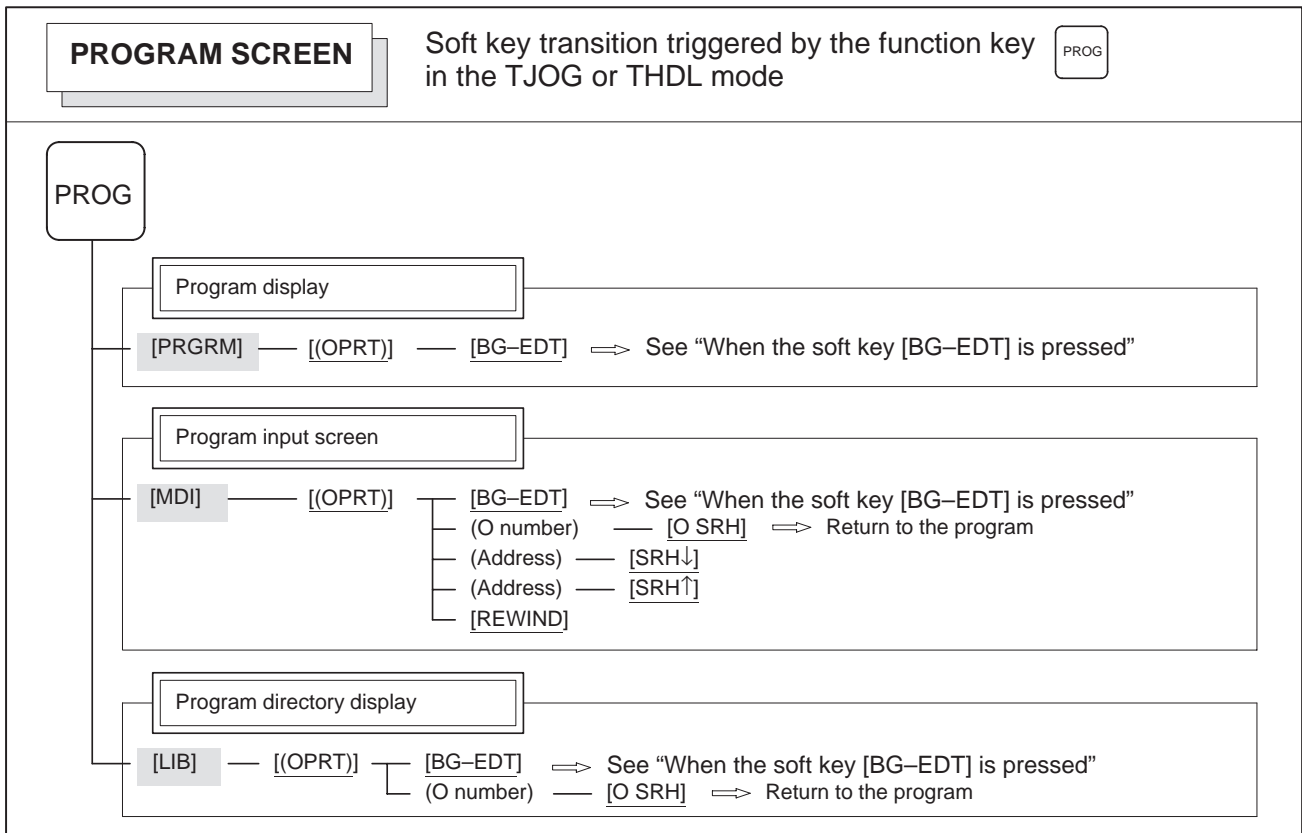 PROGRAM SCREEN
Soft key transition triggered by the function key PROG
in the TJOG or THDL mode
PROG
Program display
[PRGRM] [(OPRT)] [BG–EDT] See “When the soft key [BG–EDT] is pressed”
Program input screen
[MDI] [(OPRT)] [BG–EDT] See “When the soft key [BG–EDT] is pressed”
(O number) [O SRH] Return to the program
(Address) [SRH↓]
(Address) [SRH↑]
[REWIND]
Program directory display
[LIB] [(OPRT)] [BG–EDT] See “When the soft key [BG–EDT] is pressed”
(O number) [O SRH] Return to the program